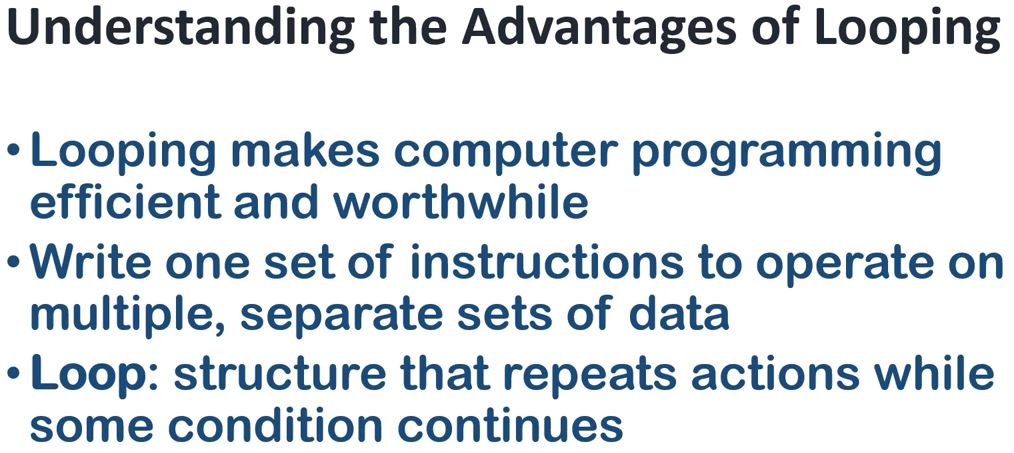 Understanding the Advantages of Looping
• Looping makes computer programming
efficient and worthwhile
• Write one set of instructions to operate on
multiple, separate sets of data
• Loop: structure that repeats actions while
some condition continues